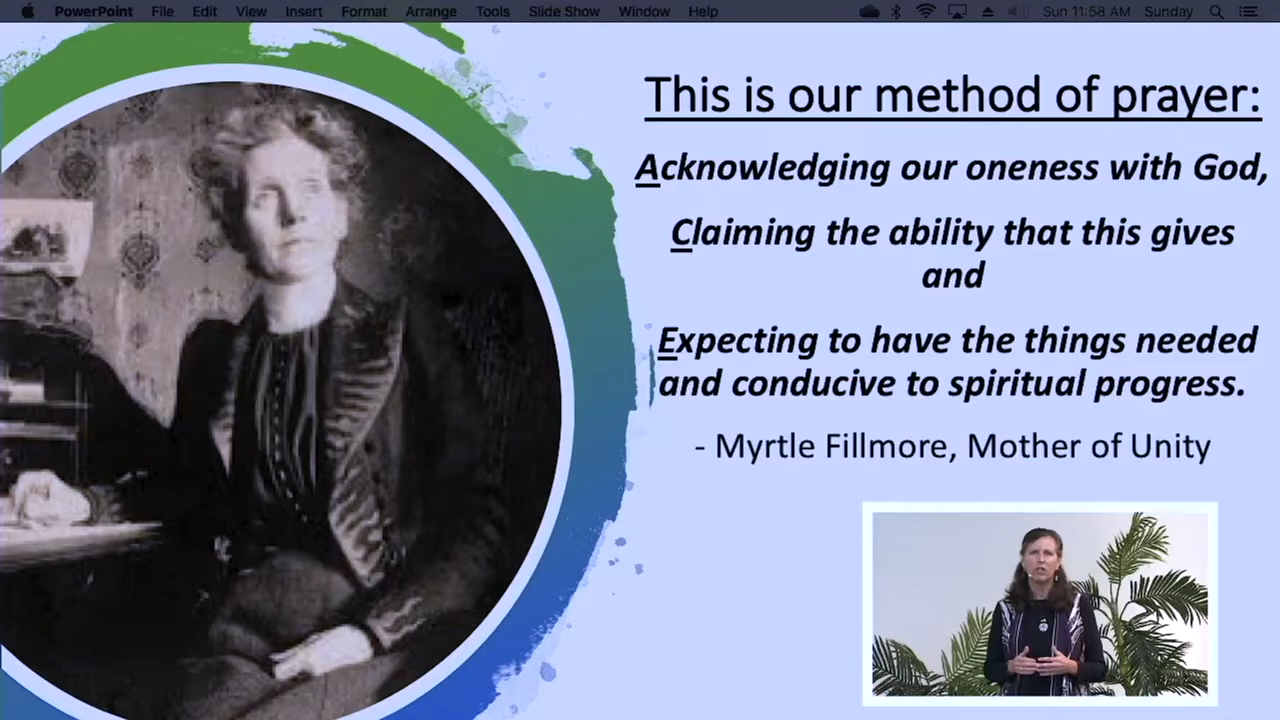 PowerPoint File Edit View Insert Format Arrange Tools Slide Show Window Help Sun 11:58 AM Sunday
This is our method of prayer:
Acknowledging our oneness with God,
Claiming the ability that this gives
and
Expecting to have the things needed
and conducive to spiritual progress.
- Myrtle Fillmore, Mother of Unity